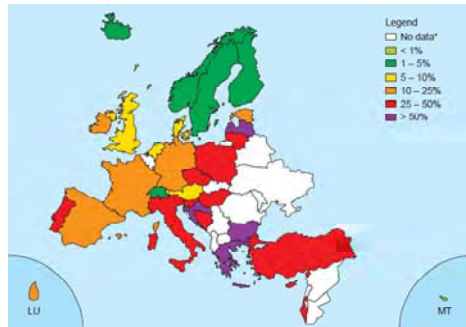 Legend
No data*
< 1%
1 – 5%
5 – 10%
10 – 25%
25 – 50%
> 50%
LU
MT